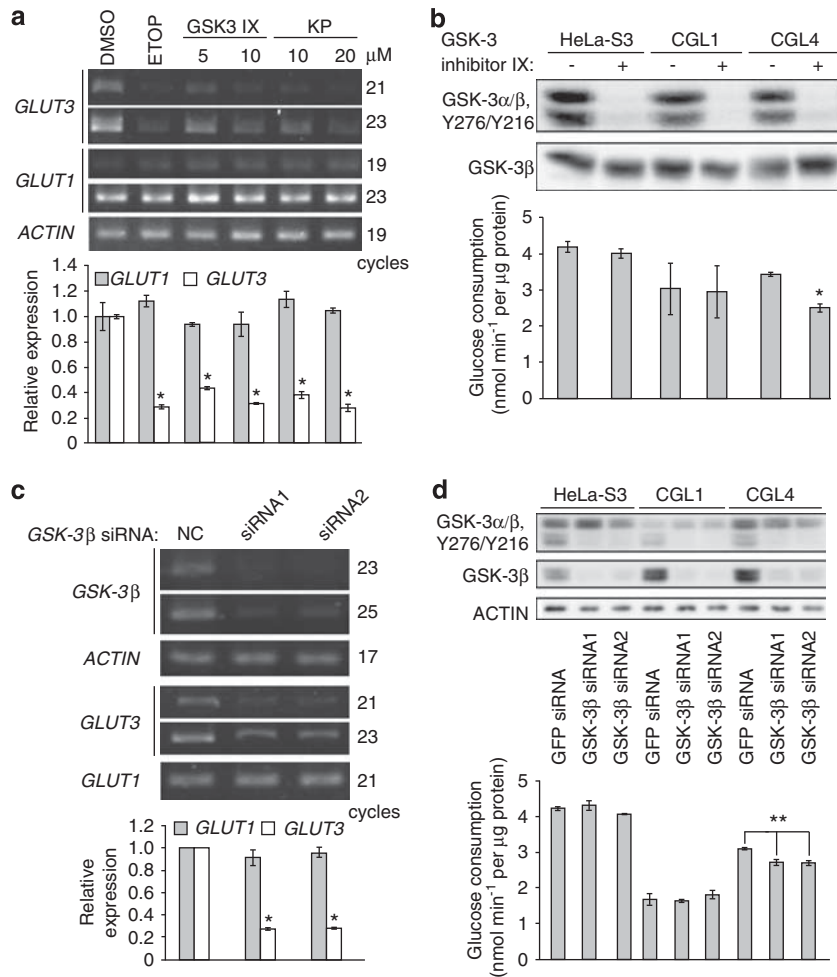 a
DMSO
ETOP
GSK3 IX
KP
5 10 10 20 μM
GLUT3
21
23
GLUT1
19
23
ACTIN
19
cycles
Relative expression
1.4
1.2
1.0
0.8
0.6
0.4
0.2
0
GLUT1 GLUT3
* * * * *
b
GSK-3 inhibitor IX:
HeLa-S3 CGL1 CGL4
- + - + - +
GSK-3α/β, Y276/Y216
GSK-3β
Glucose consumption
(nmol min-1 per μg protein)
5
4
3
2
1
0
*
c
GSK-3β siRNA:
NC
siRNA1
siRNA2
GSK-3β
23
25
ACTIN
17
GLUT3
21
23
GLUT1
21
cycles
Relative
expression
1.2
1.0
0.8
0.6
0.4
0.2
0
GLUT1 GLUT3
* *
d
HeLa-S3 CGL1 CGL4
GSK-3α/β,
Y276/Y216
GSK-3β
ACTIN
GFP siRNA
GSK-3β siRNA1
GSK-3β siRNA2
GFP siRNA
GSK-3β siRNA1
GSK-3β siRNA2
GFP siRNA
GSK-3β siRNA1
GSK-3β siRNA2
Glucose consumption
(nmol min-1 per μg protein)
5
4
3
2
1
0
**